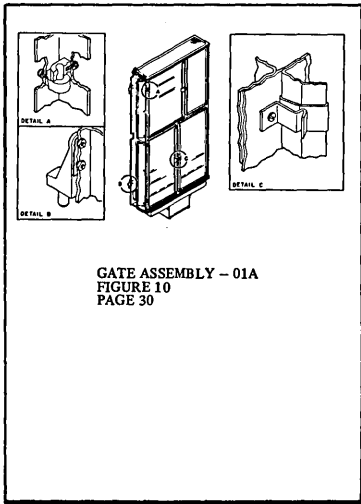 DETAIL A
DETAIL B
DETAIL C
GATE ASSEMBLY – 01A
FIGURE 10
PAGE 30